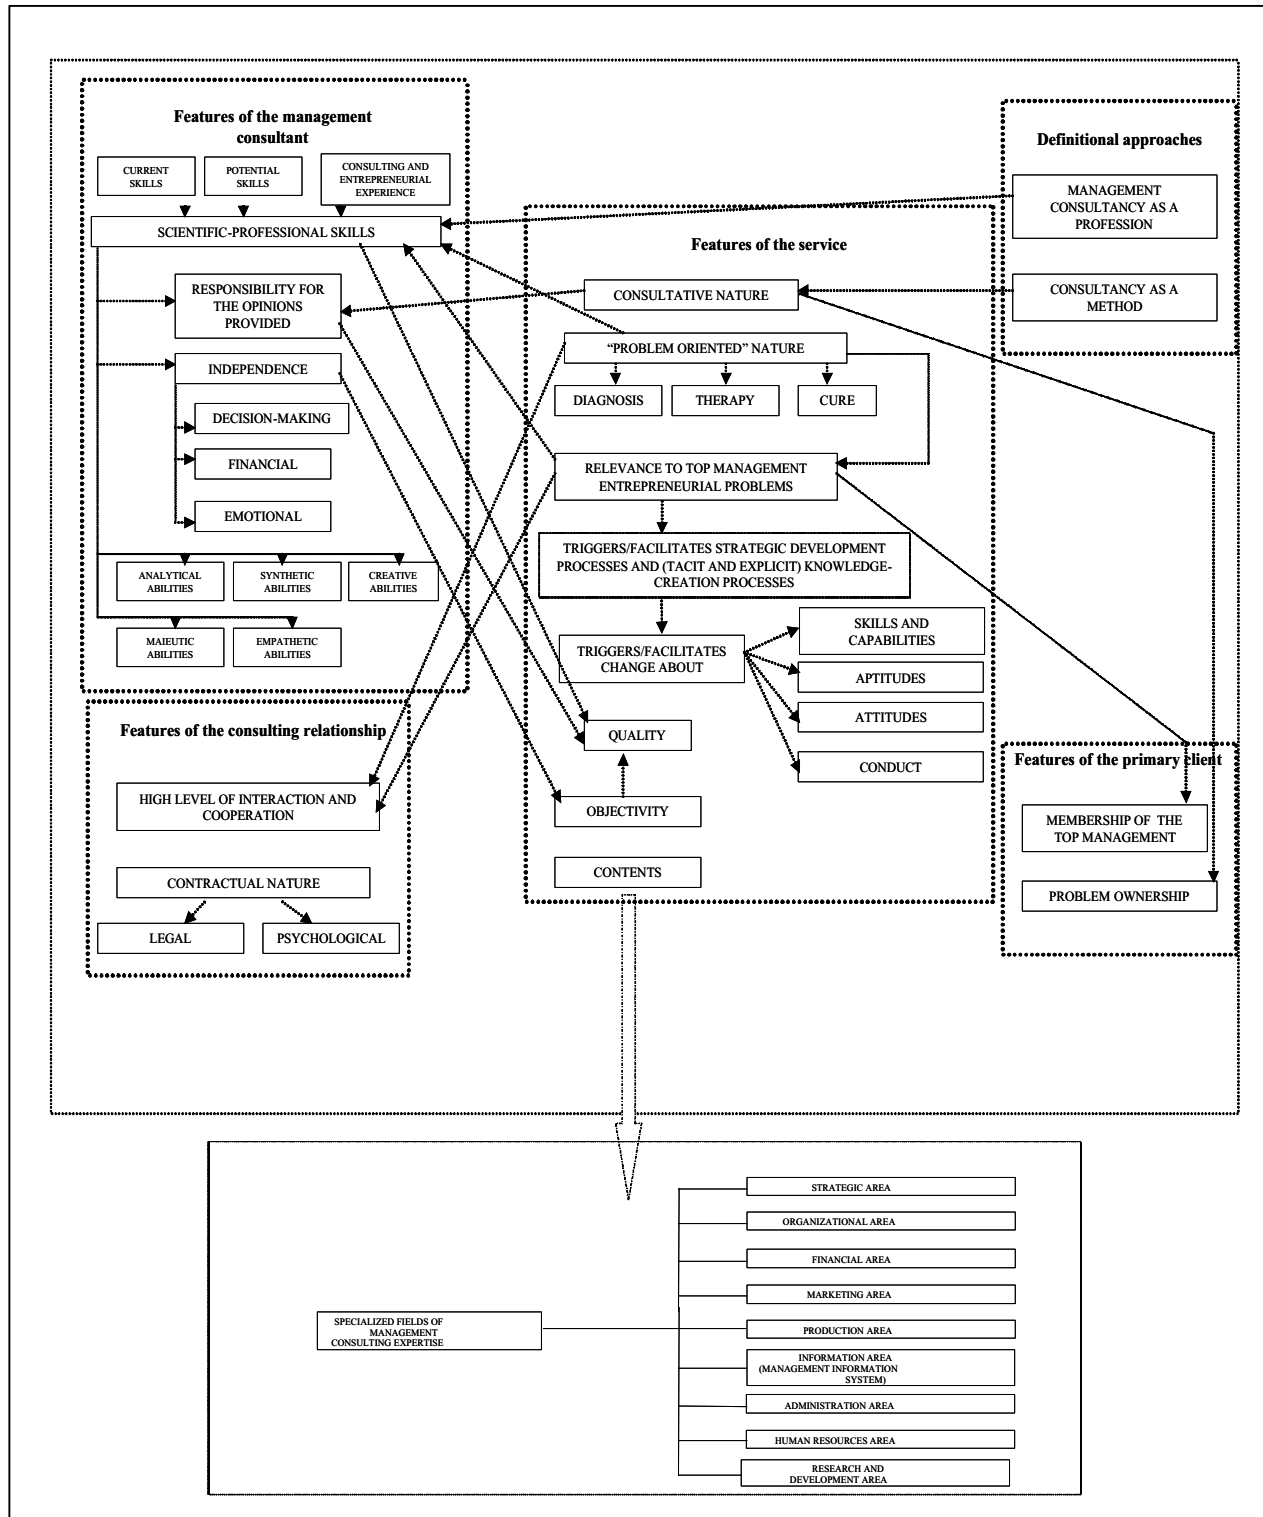 Features of the management
consultant
CURRENT
SKILLS
POTENTIAL
SKILLS
CONSULTING AND
ENTREPRENEURIAL
EXPERIENCE
SCIENTIFIC-PROFESSIONAL SKILLS
RESPONSIBILITY FOR
THE OPINIONS
PROVIDED
INDEPENDENCE
DECISION-MAKING
FINANCIAL
EMOTIONAL
ANALYTICAL
ABILITIES
SYNTHETIC
ABILITIES
CREATIVE
ABILITIES
MAIEUTIC
ABILITIES
EMPATHETIC
ABILITIES
Features of the consulting relationship
HIGH LEVEL OF INTERACTION AND
COOPERATION
CONTRACTUAL NATURE
LEGAL
PSYCHOLOGICAL
Features of the service
CONSULTATIVE NATURE
“PROBLEM ORIENTED” NATURE
DIAGNOSIS
THERAPY
CURE
RELEVANCE TO TOP MANAGEMENT
ENTREPRENEURIAL PROBLEMS
TRIGGERS/FACILITATES STRATEGIC DEVELOPMENT
PROCESSES AND (TACIT AND EXPLICIT) KNOWLEDGE-
CREATION PROCESSES
TRIGGERS/FACILITATES
CHANGE ABOUT
SKILLS AND
CAPABILITIES
APTITUDES
ATTITUDES
CONDUCT
QUALITY
OBJECTIVITY
CONTENTS
Definitional approaches
MANAGEMENT
CONSULTANCY AS A
PROFESSION
CONSULTANCY AS A
METHOD
Features of the primary client
MEMBERSHIP OF THE
TOP MANAGEMENT
PROBLEM OWNERSHIP
SPECIALIZED FIELDS OF
MANAGEMENT
CONSULTING EXPERTISE
STRATEGIC AREA
ORGANIZATIONAL AREA
FINANCIAL AREA
MARKETING AREA
PRODUCTION AREA
INFORMATION AREA
(MANAGEMENT INFORMATION
SYSTEM)
ADMINISTRATION AREA
HUMAN RESOURCES AREA
RESEARCH AND
DEVELOPMENT AREA